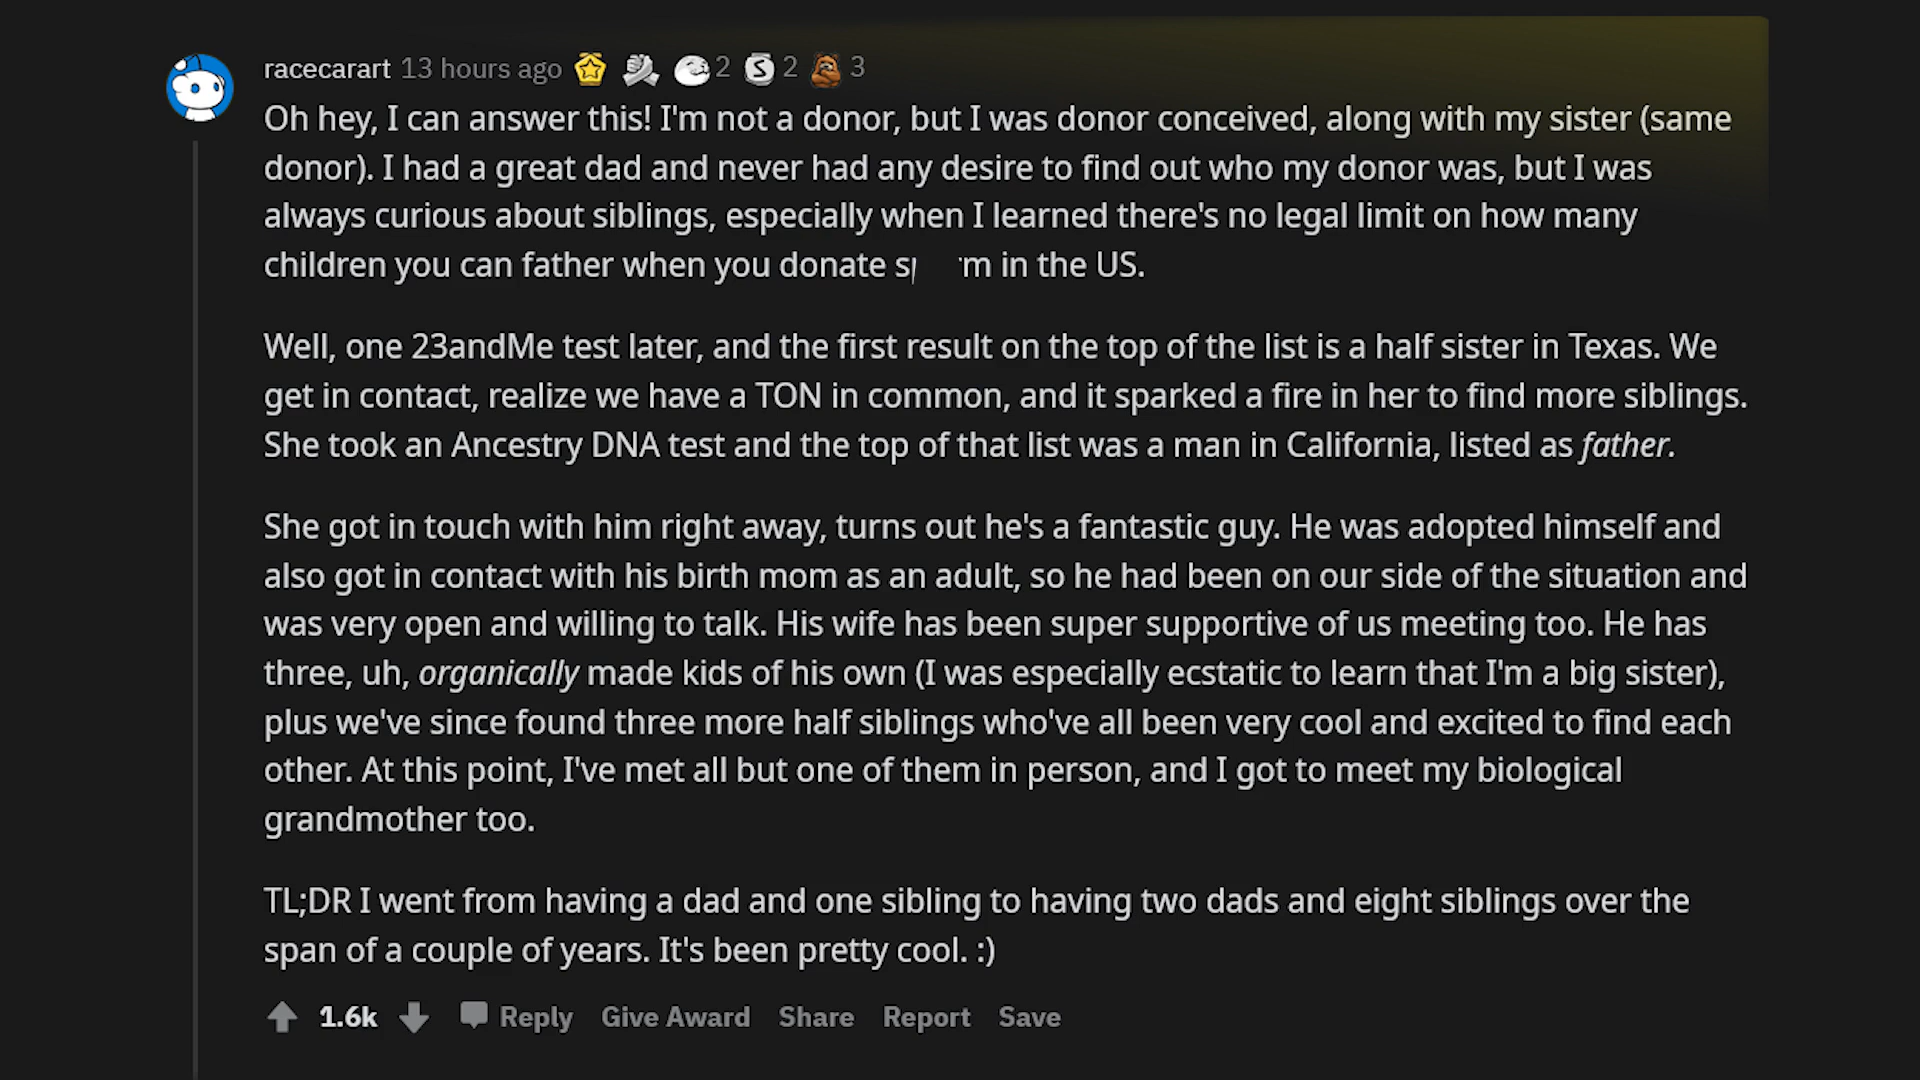 racecarart 13 hours ago 2 2 3
Oh hey, I can answer this! I'm not a donor, but I was donor conceived, along with my sister (same
donor). I had a great dad and never had any desire to find out who my donor was, but I was
always curious about siblings, especially when I learned there's no legal limit on how many
children you can father when you donate sp rm in the US.
Well, one 23andMe test later, and the first result on the top of the list is a half sister in Texas. We
get in contact, realize we have a TON in common, and it sparked a fire in her to find more siblings.
She took an Ancestry DNA test and the top of that list was a man in California, listed as father.
She got in touch with him right away, turns out he's a fantastic guy. He was adopted himself and
also got in contact with his birth mom as an adult, so he had been on our side of the situation and
was very open and willing to talk. His wife has been super supportive of us meeting too. He has
three, uh, organically made kids of his own (I was especially ecstatic to learn that I'm a big sister),
plus we've since found three more half siblings who've all been very cool and excited to find each
other. At this point, I've met all but one of them in person, and I got to meet my biological
grandmother too.
TL;DR I went from having a dad and one sibling to having two dads and eight siblings over the
span of a couple of years. It's been pretty cool. :)
1.6k Reply Give Award Share Report Save